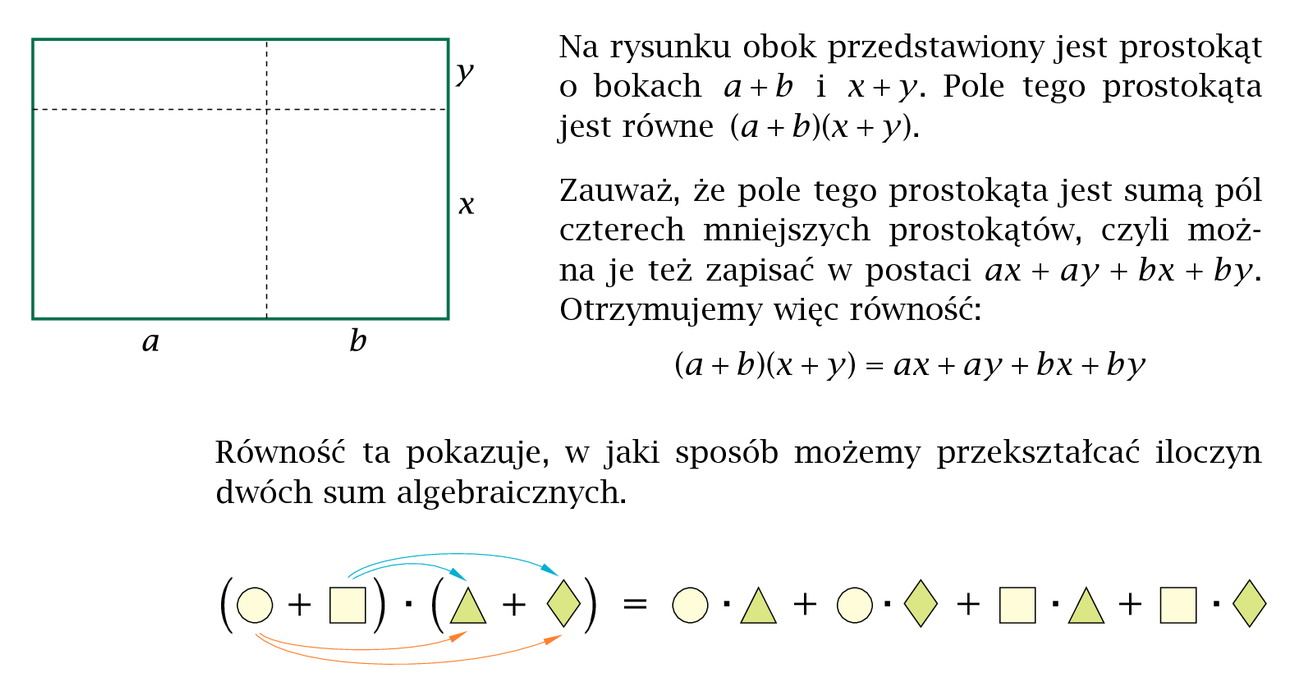 y
x
a b
Na rysunku obok przedstawiony jest prostokąt
o bokach a + b i x + y. Pole tego prostokąta
jest równe (a + b)(x + y).
Zauważ, że pole tego prostokąta jest sumą pól
czterech mniejszych prostokątów, czyli moż-
na je też zapisać w postaci ax + ay + bx + by.
Otrzymujemy więc równość:
(a + b)(x + y) = ax + ay + bx + by
Równość ta pokazuje, w jaki sposób możemy przekształcać iloczyn
dwóch sum algebraicznych.
(○ + □) · (△ + ◇) = ○ · △ + ○ · ◇ + □ · △ + □ · ◇